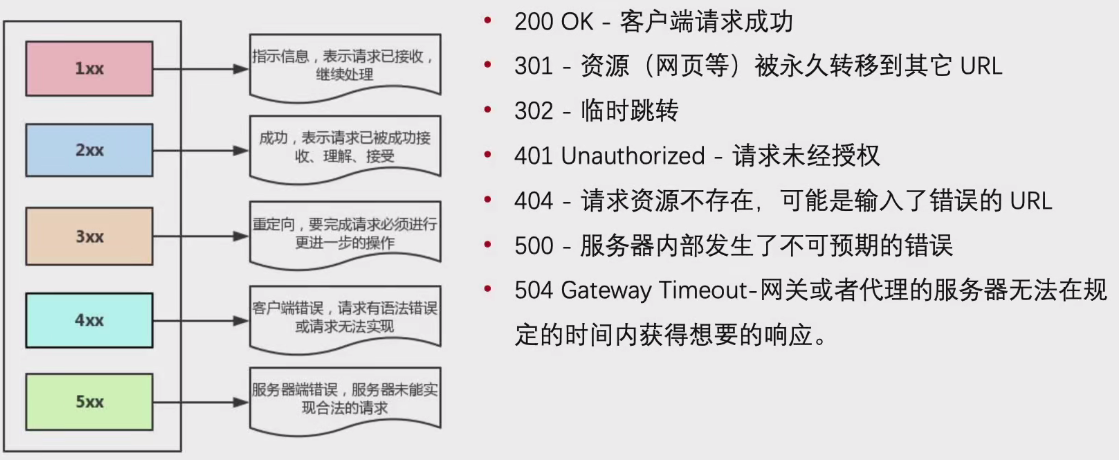 1xx
指示信息，表示请求已接收，
继续处理
2xx
成功，表示请求已被成功接
收、理解、接受
3xx
重定向，要完成请求必须进行
更进一步的操作
4xx
客户端错误，请求有语法错误
或请求无法实现
5xx
服务器端错误，服务器未能实
现合法的请求
• 200 OK - 客户端请求成功
• 301 - 资源（网页等）被永久转移到其它 URL
• 302 - 临时跳转
• 401 Unauthorized - 请求未经授权
• 404 - 请求资源不存在，可能是输入了错误的 URL
• 500 - 服务器内部发生了不可预期的错误
• 504 Gateway Timeout-网关或者代理的服务器无法在规
定的时间内获得想要的响应。